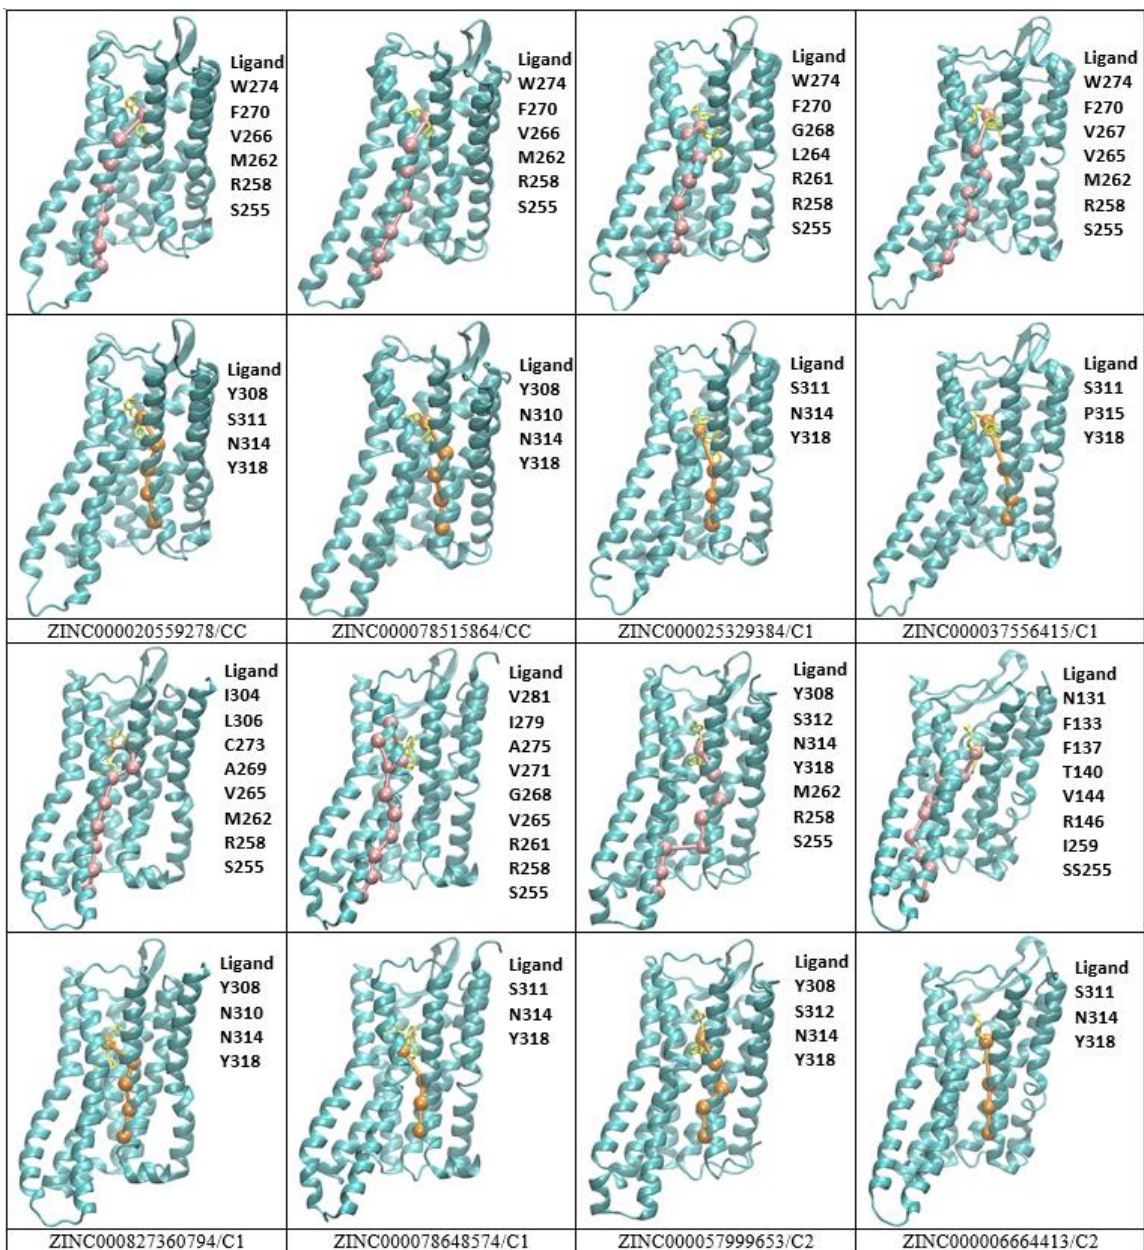 Ligand
W274
F270
V266
M262
R258
S255
Ligand
W274
F270
V266
M262
R258
S255
Ligand
W274
F270
G268
L264
R261
R258
S255
Ligand
W274
F270
V267
V265
M262
R258
S255
Ligand
Y308
S311
N314
Y318
Ligand
Y308
N310
N314
Y318
Ligand
S311
N314
Y318
Ligand
S311
P315
Y318
ZINC000020559278/CC
ZINC000078515864/CC
ZINC000025329384/C1
ZINC000037556415/C1
Ligand
I304
L306
C273
A269
V265
M262
R258
S255
Ligand
V281
I279
A275
V271
G268
V265
R261
R258
S255
Ligand
Y308
S312
N314
Y318
M262
R258
S255
Ligand
N131
F133
F137
T140
V144
R146
I259
SS255
Ligand
Y308
N310
N314
Y318
Ligand
S311
N314
Y318
Ligand
Y308
S312
N314
Y318
Ligand
S311
N314
Y318
ZINC000827360794/C1
ZINC000078648574/C1
ZINC000057999653/C2
ZINC000006664413/C2